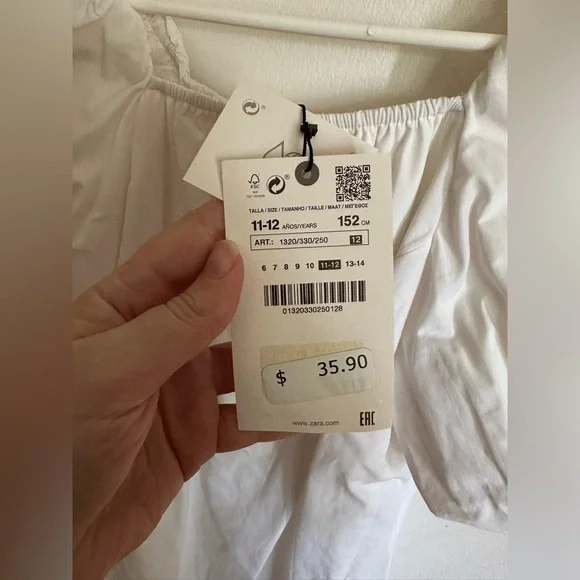 FSC
TALLA / SIZE / TAMANHO / TAILLE / MAAT / ΜΕΓΕΘΟΣ
11-12 AÑOS/YEARS 152 CM
ART.: 1320/330/250 12
6 7 8 9 10 11-12 13-14
01320330250128
$ 35.90
www.zara.com EAC